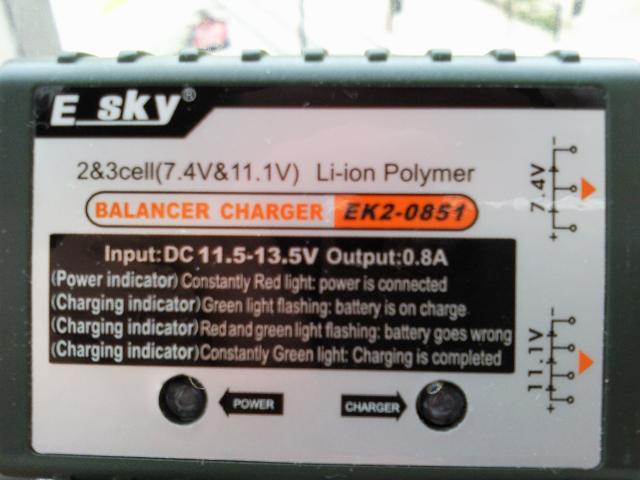 E_sky®
2&3cell(7.4V&11.1V) Li-ion Polymer
BALANCER CHARGER EK2-0851
Input:DC 11.5-13.5V Output:0.8A
(Power indicator) Constantly Red light: power is connected
(Charging indicator) Green light flashing: battery is on charge
(Charging indicator) Red and green light flashing: battery goes wrong
(Charging indicator) Constantly Green light: Charging is completed
POWER
CHARGER
- 7.4V +
- 11.1V +